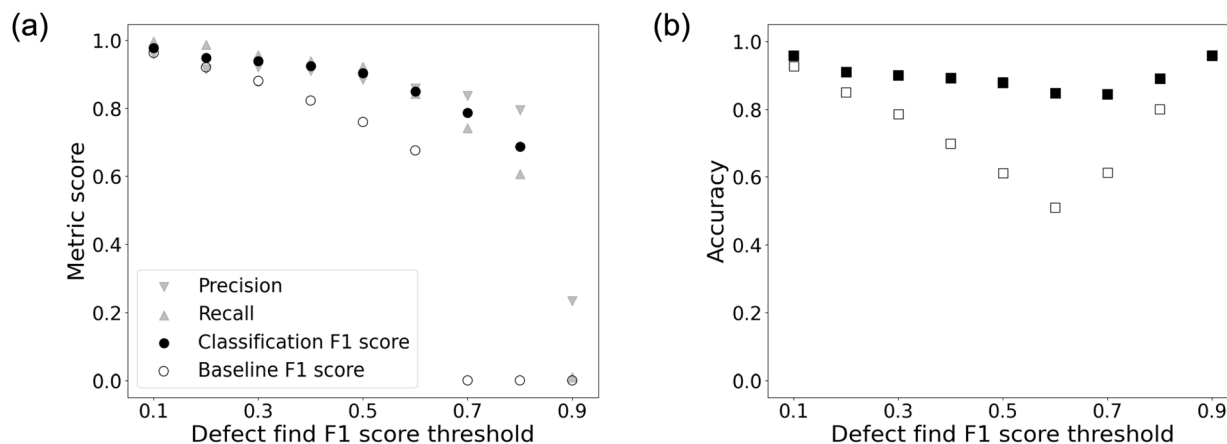 (a)
1.0
0.8
0.6
0.4
0.2
0.0
Metric score
Precision
Recall
Classification F1 score
Baseline F1 score
0.1 0.3 0.5 0.7 0.9
Defect find F1 score threshold
(b)
1.0
0.8
0.6
0.4
0.2
0.0
Accuracy
0.1 0.3 0.5 0.7 0.9
Defect find F1 score threshold